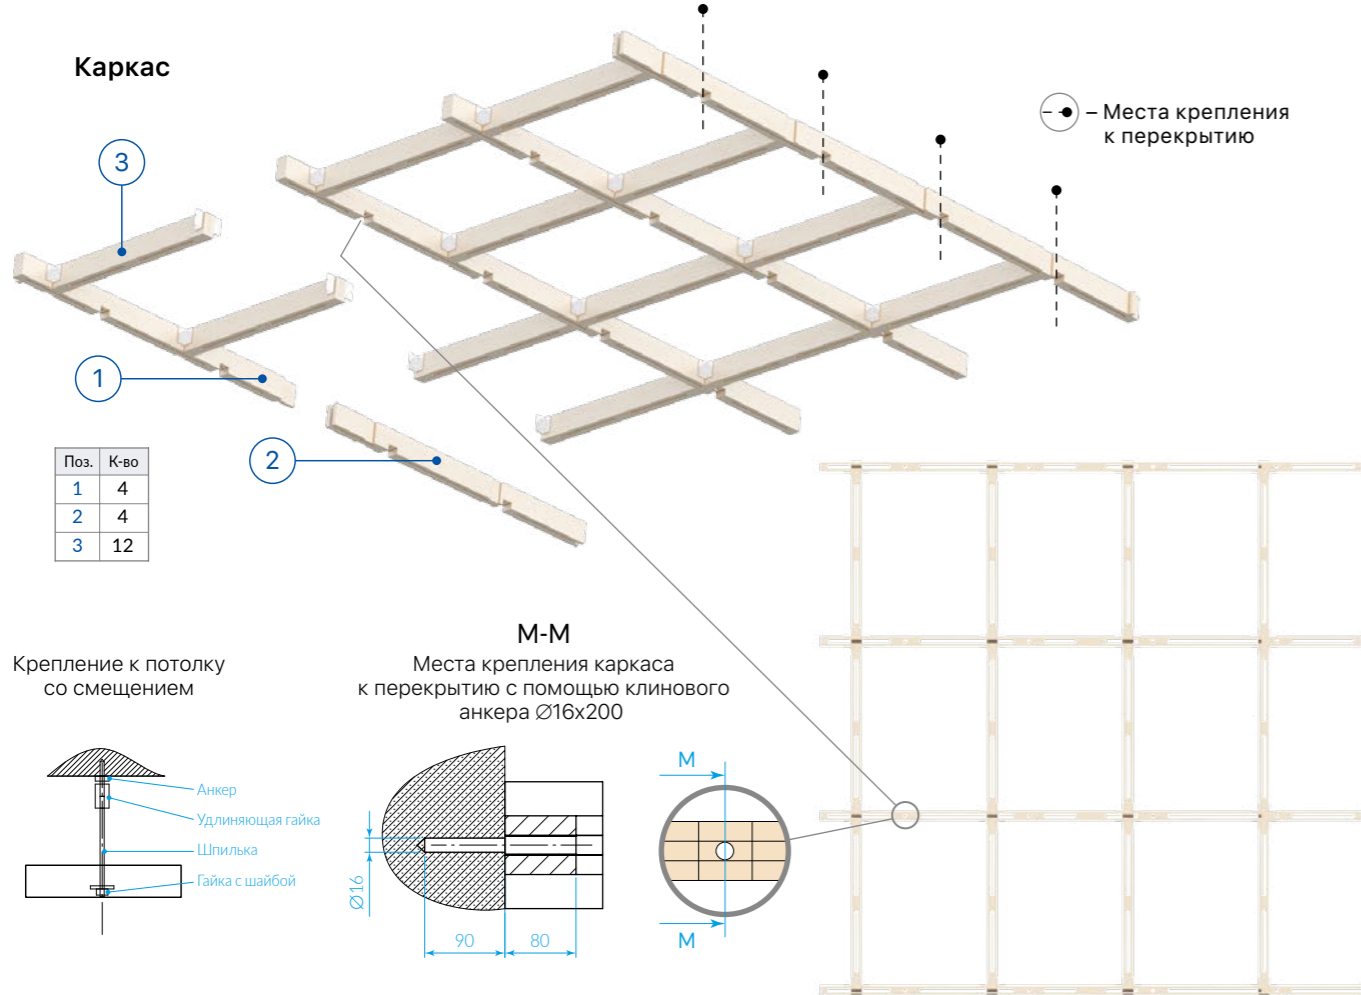 Каркас
– Места крепления
к перекрытию
3
1
2
Поз. К-во
1 4
2 4
3 12
Крепление к потолку
со смещением
Анкер
Удлиняющая гайка
Шпилька
Гайка с шайбой
М-М
Места крепления каркаса
к перекрытию с помощью клинового
анкера ∅16х200
∅16
90
80
М
М